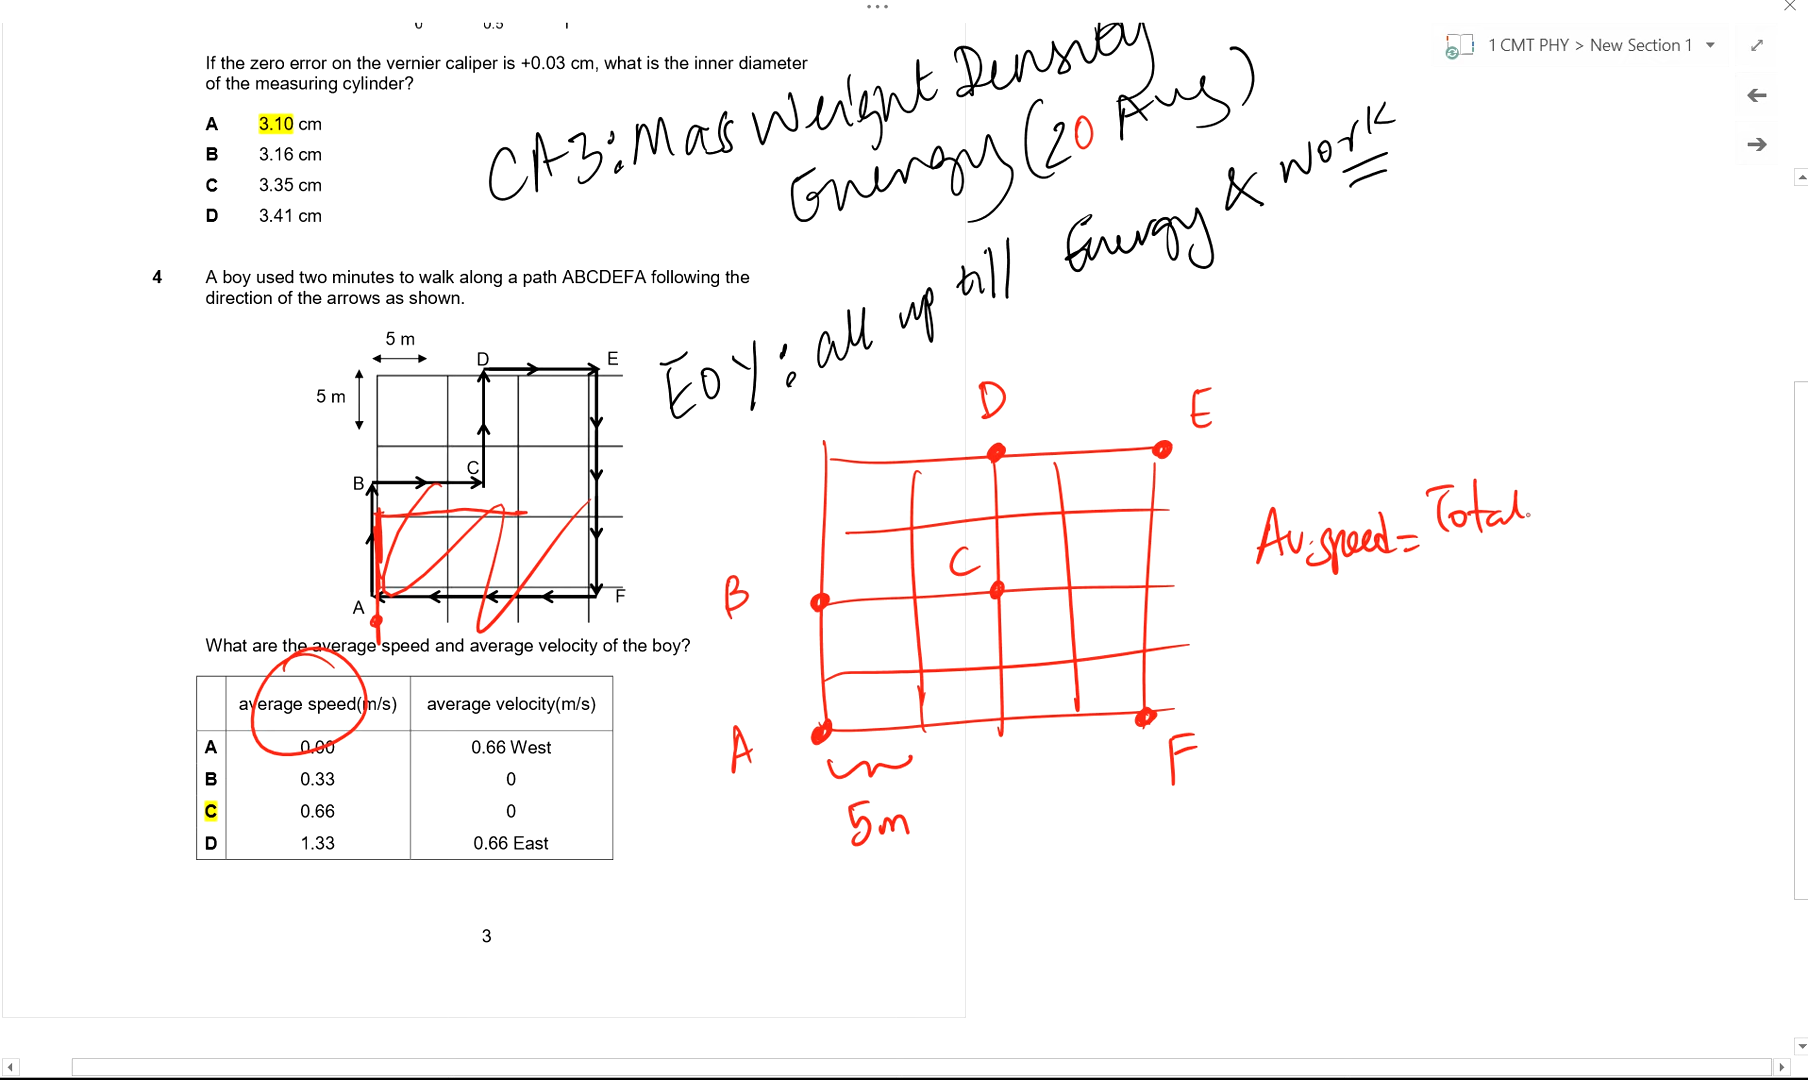 1 CMT PHY > New Section 1
If the zero error on the vernier caliper is +0.03 cm, what is the inner diameter
of the measuring cylinder?
A 3.10 cm
B 3.16 cm
C 3.35 cm
D 3.41 cm
CA3: Mass Weight Density
Energy (20 Aug)
EOY: all up till Energy & Work
4 A boy used two minutes to walk along a path ABCDEFA following the
direction of the arrows as shown.
5 m
D E
5 m
B C
A F
What are the average speed and average velocity of the boy?
average speed(m/s) average velocity(m/s)
A 0.00 0.66 West
B 0.33 0
C 0.66 0
D 1.33 0.66 East
D E
C
B
A F
5m
Av. speed = Total
3